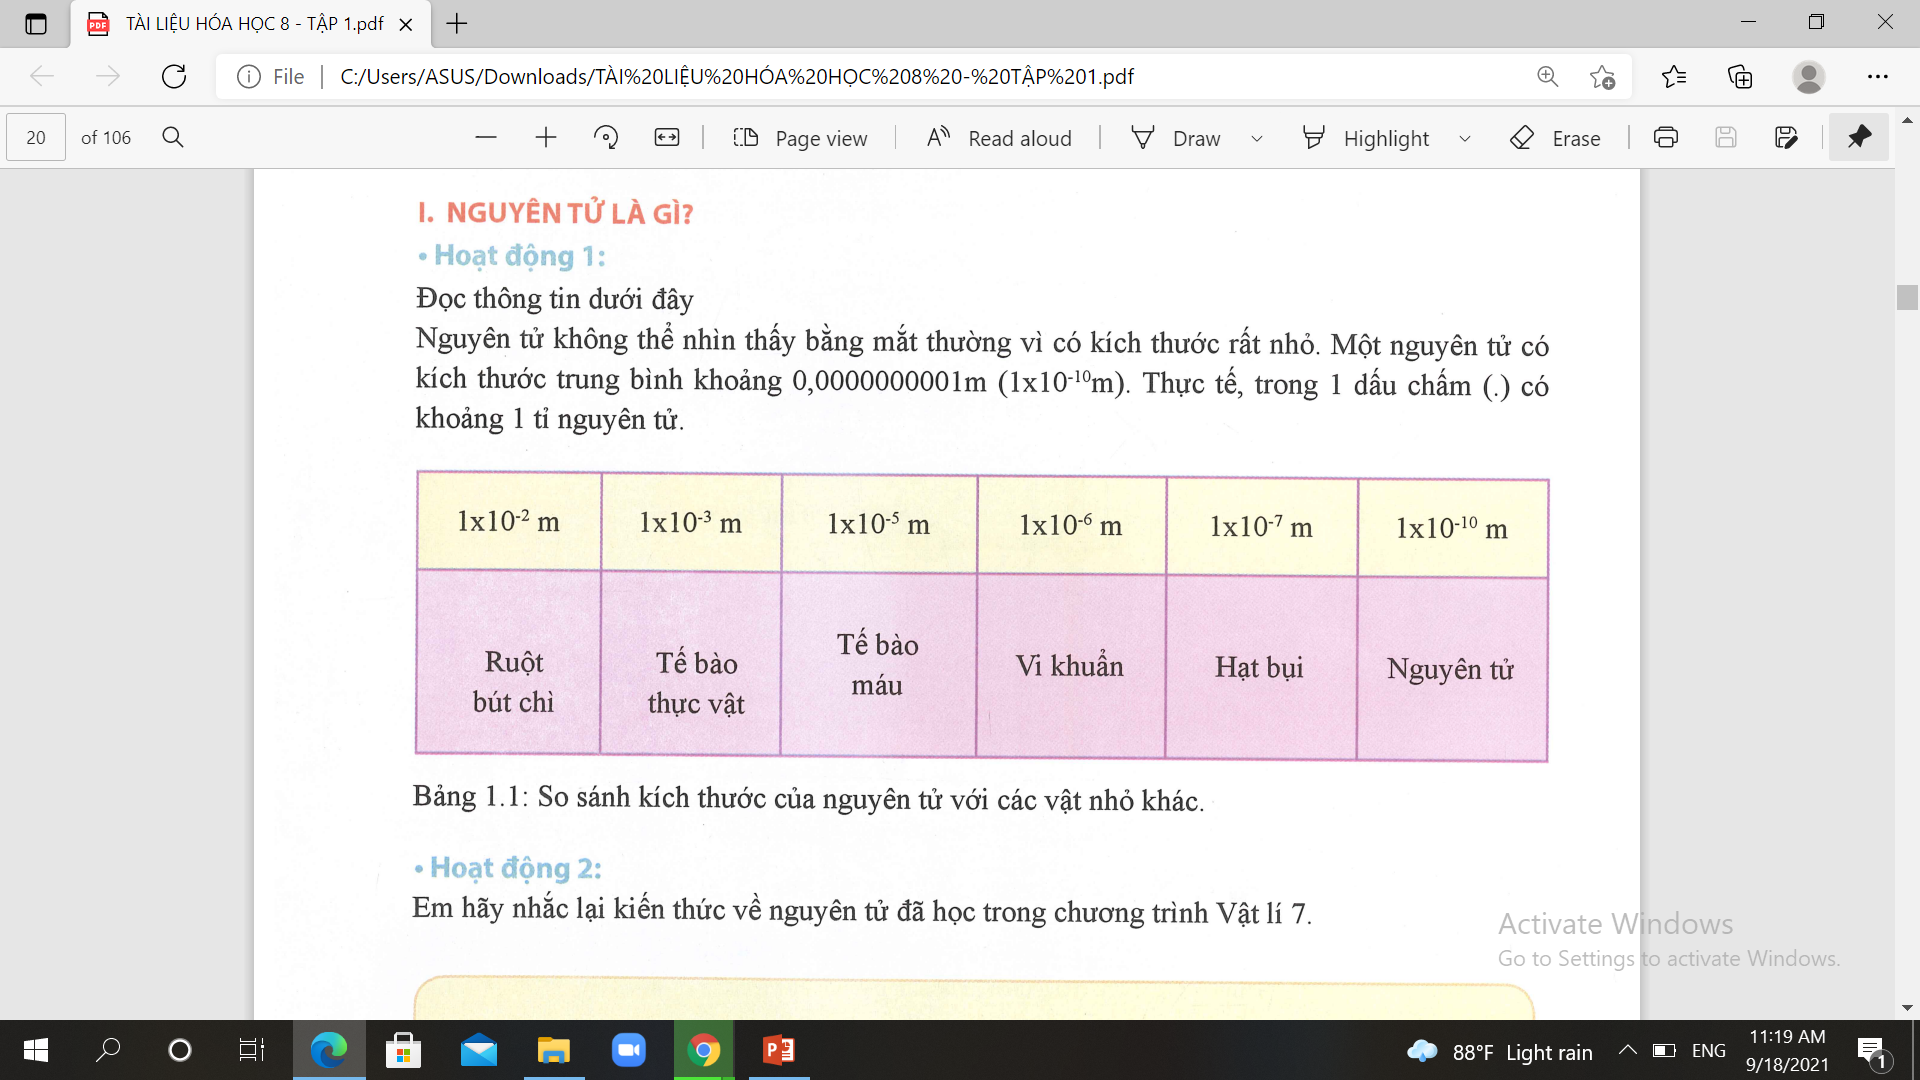 TÀI LIỆU HÓA HỌC 8 - TẬP 1.pdf
File
C:/Users/ASUS/Downloads/TÀI%20LIỆU%20HÓA%20HỌC%208%20-%20TẬP%201.pdf
20 of 106
Page view
Read aloud
Draw
Highlight
Erase
I. NGUYÊN TỬ LÀ GÌ?
• Hoạt động 1:
Đọc thông tin dưới đây
Nguyên tử không thể nhìn thấy bằng mắt thường vì có kích thước rất nhỏ. Một nguyên tử có
kích thước trung bình khoảng 0,0000000001m (1x10⁻¹⁰m). Thực tế, trong 1 dấu chấm (.) có
khoảng 1 tỉ nguyên tử.
1x10⁻² m 1x10⁻³ m 1x10⁻⁵ m 1x10⁻⁶ m 1x10⁻⁷ m 1x10⁻¹⁰ m
Ruột
bút chì
Tế bào
thực vật
Tế bào
máu
Vi khuẩn
Hạt bụi
Nguyên tử
Bảng 1.1: So sánh kích thước của nguyên tử với các vật nhỏ khác.
• Hoạt động 2:
Em hãy nhắc lại kiến thức về nguyên tử đã học trong chương trình Vật lí 7.
Activate Windows
Go to Settings to activate Windows.
88°F Light rain
ENG
11:19 AM
9/18/2021
1